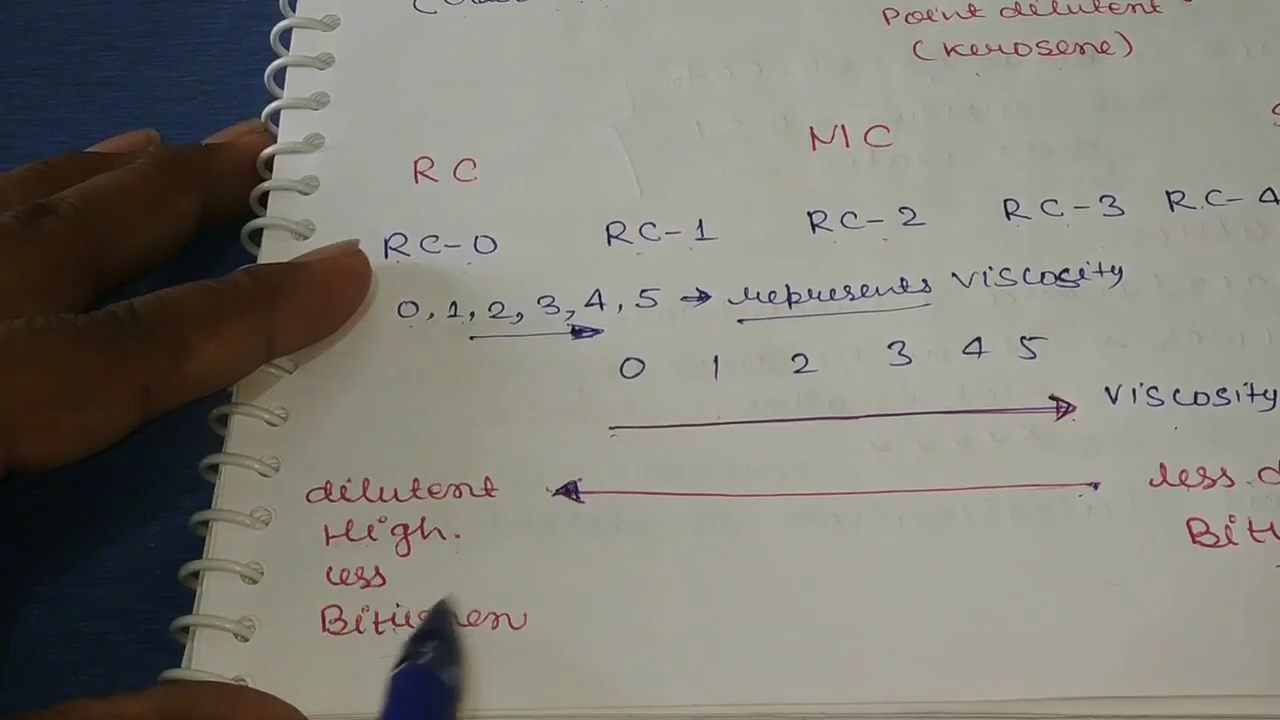 Point dilutent
(kerosene)
RC
MC
RC-0 RC-1 RC-2 RC-3 RC-4
0, 1, 2, 3, 4, 5 → represents viscosity
0 1 2 3 4 5
viscosity
dilutent
High.
less
Bitumen
less